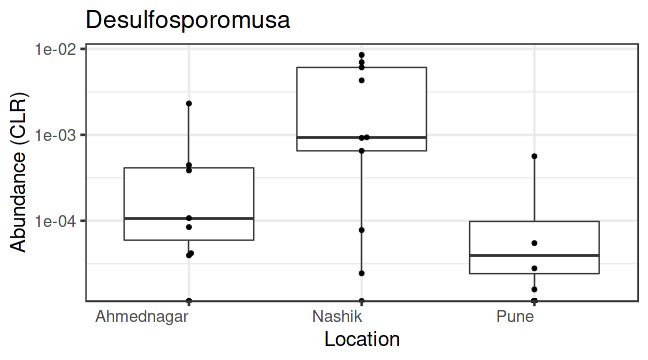 Desulfosporomusa
Abundance (CLR)
1e-02
1e-03
1e-04
Ahmednagar Nashik Pune
Location